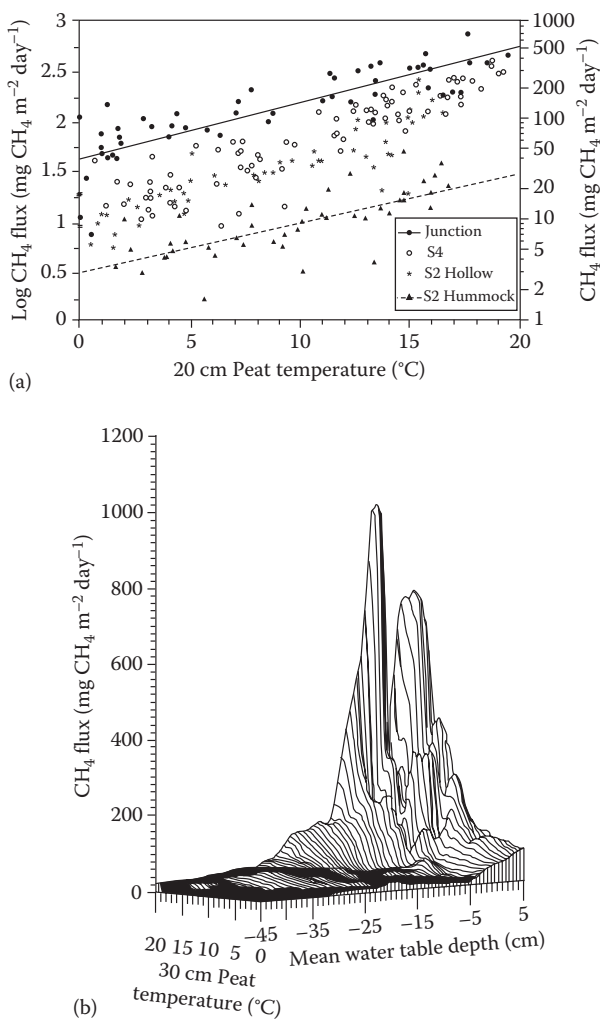 Log CH₄ flux (mg CH₄ m⁻² day⁻¹)
3
2.5
2
1.5
1
0.5
0
1000
500
200
100
50
20
10
5
2
1
CH₄ flux (mg CH₄ m⁻² day⁻¹)
Junction
S4
S2 Hollow
S2 Hummock
0 5 10 15 20
20 cm Peat temperature (°C)
(a)
CH₄ flux (mg CH₄ m⁻² day⁻¹)
1200
1000
800
600
400
200
0
20 15 10 5 0
30 cm Peat
temperature (°C)
−45 −35 −25 −15 −5 5
Mean water table depth (cm)
(b)